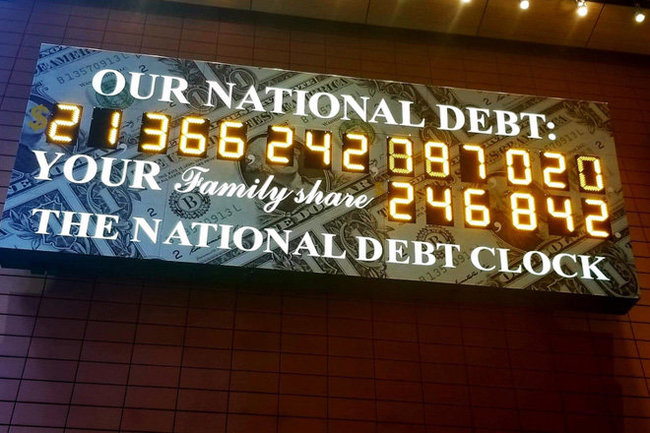 OUR NATIONAL DEBT:
$21,366,242,887,020
YOUR Family share 246,842
THE NATIONAL DEBT CLOCK